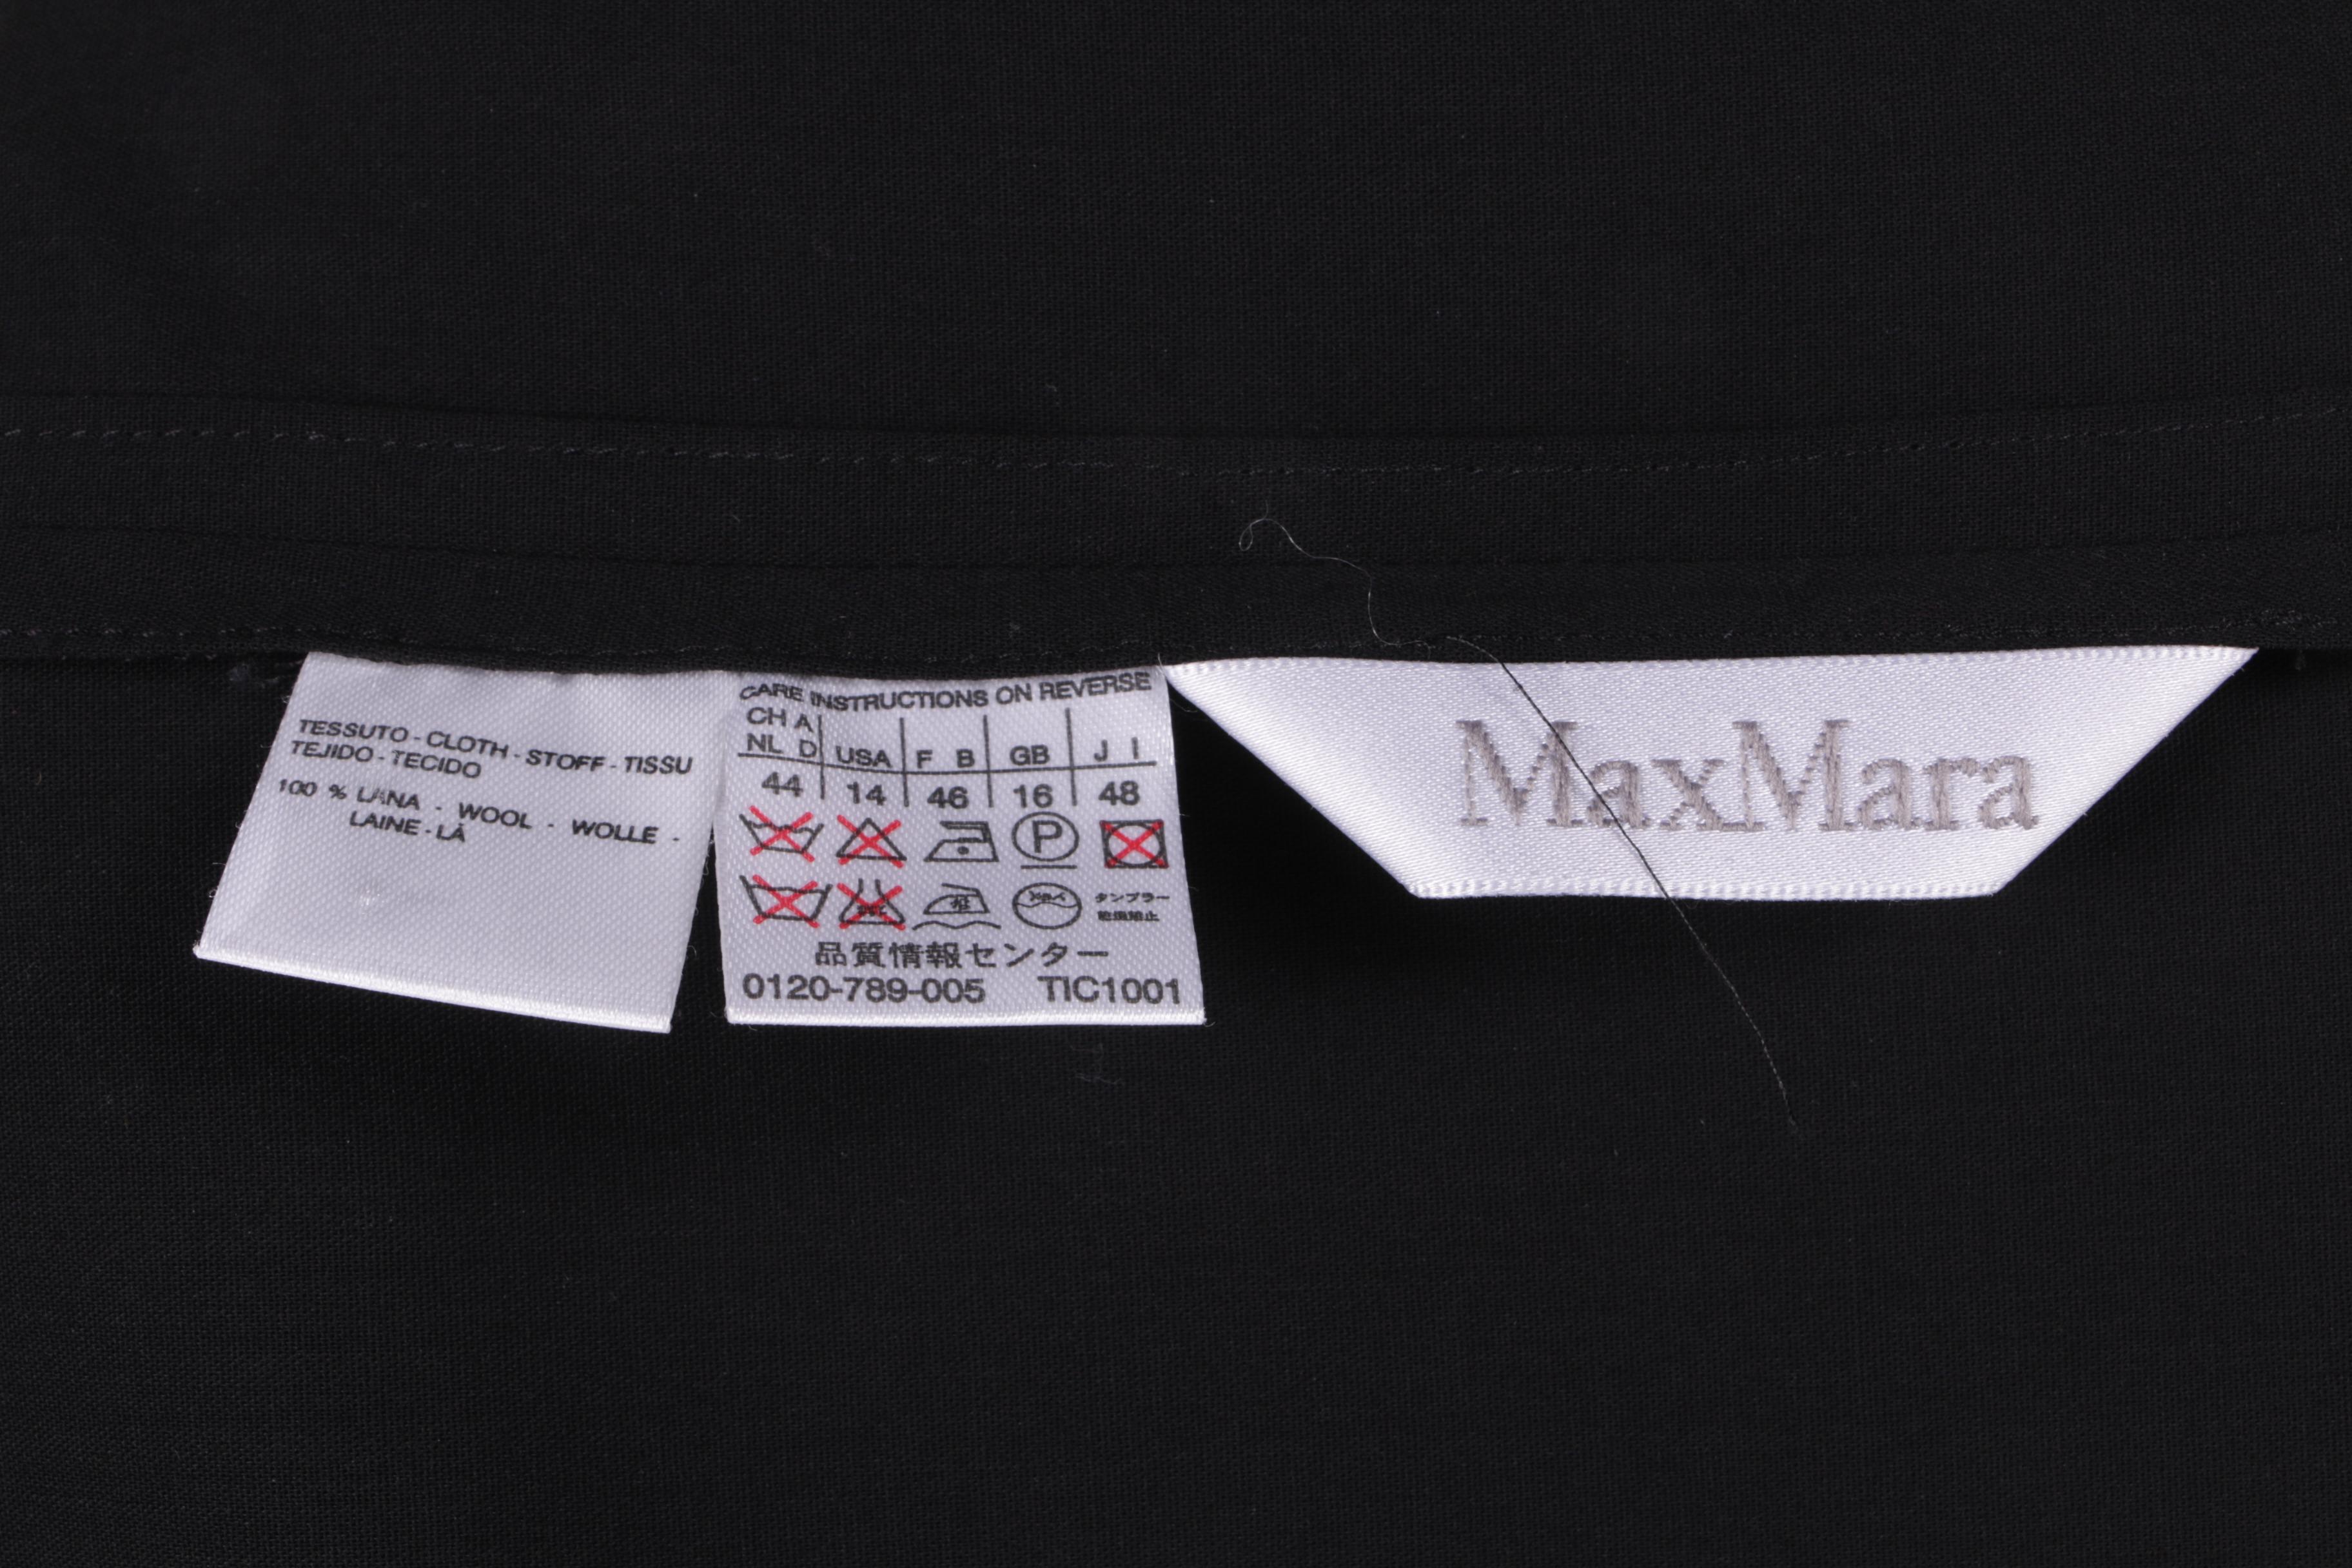 TESSUTO - CLOTH - STOFF - TISSU
TEJIDO - TECIDO
100 % LANA - WOOL - WOLLE -
LAINE - LÀ
CARE INSTRUCTIONS ON REVERSE
CH A
NL D USA F B GB J I
44 14 46 16 48
P
タンブラー
乾燥禁止
品質情報センター
0120-789-005 TIC1001
MaxMara